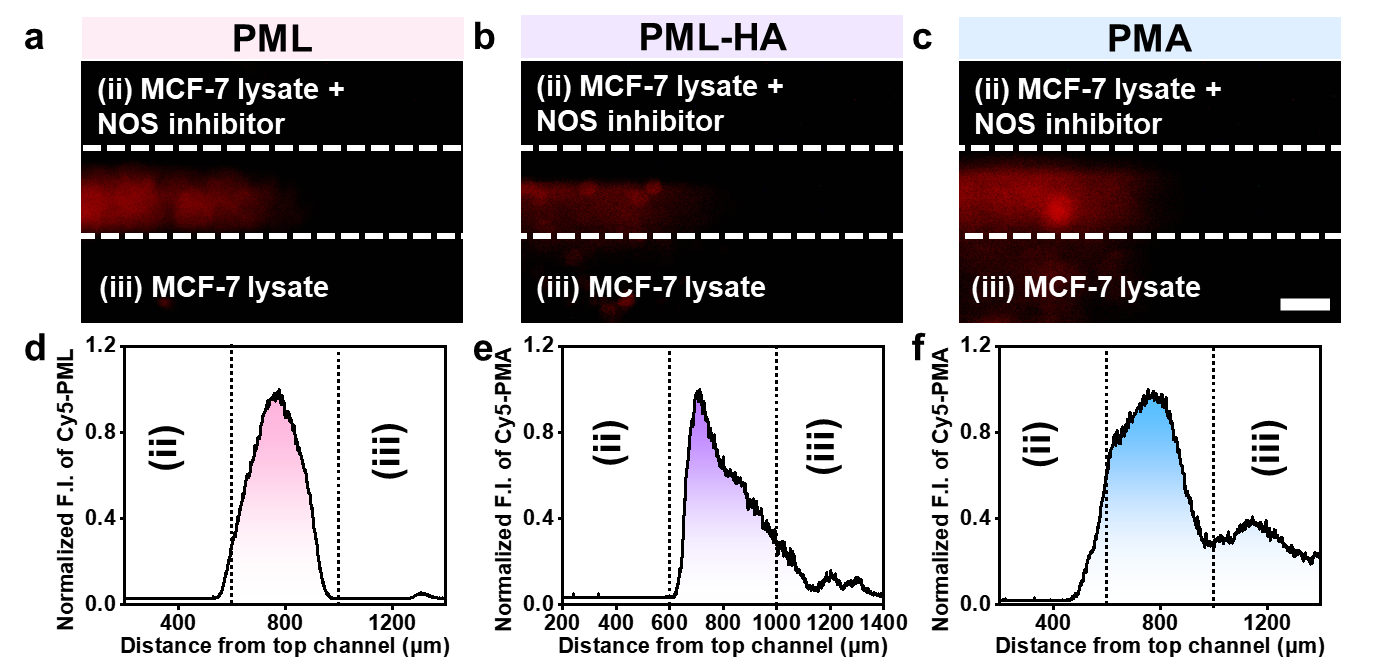 a
PML
(ii) MCF-7 lysate +
NOS inhibitor
(iii) MCF-7 lysate
b
PML-HA
(ii) MCF-7 lysate +
NOS inhibitor
(iii) MCF-7 lysate
c
PMA
(ii) MCF-7 lysate +
NOS inhibitor
(iii) MCF-7 lysate
d
Normalized F.I. of Cy5-PML
1.2
0.8
0.4
0.0
(ii)
(iii)
400 800 1200
Distance from top channel (μm)
e
Normalized F.I. of Cy5-PMA
1.2
0.8
0.4
0.0
(ii)
(iii)
200 400 600 800 1000 1200 1400
Distance from top channel (μm)
f
Normalized F.I. of Cy5-PMA
1.2
0.8
0.4
0.0
(ii)
(iii)
400 800 1200
Distance from top channel (μm)